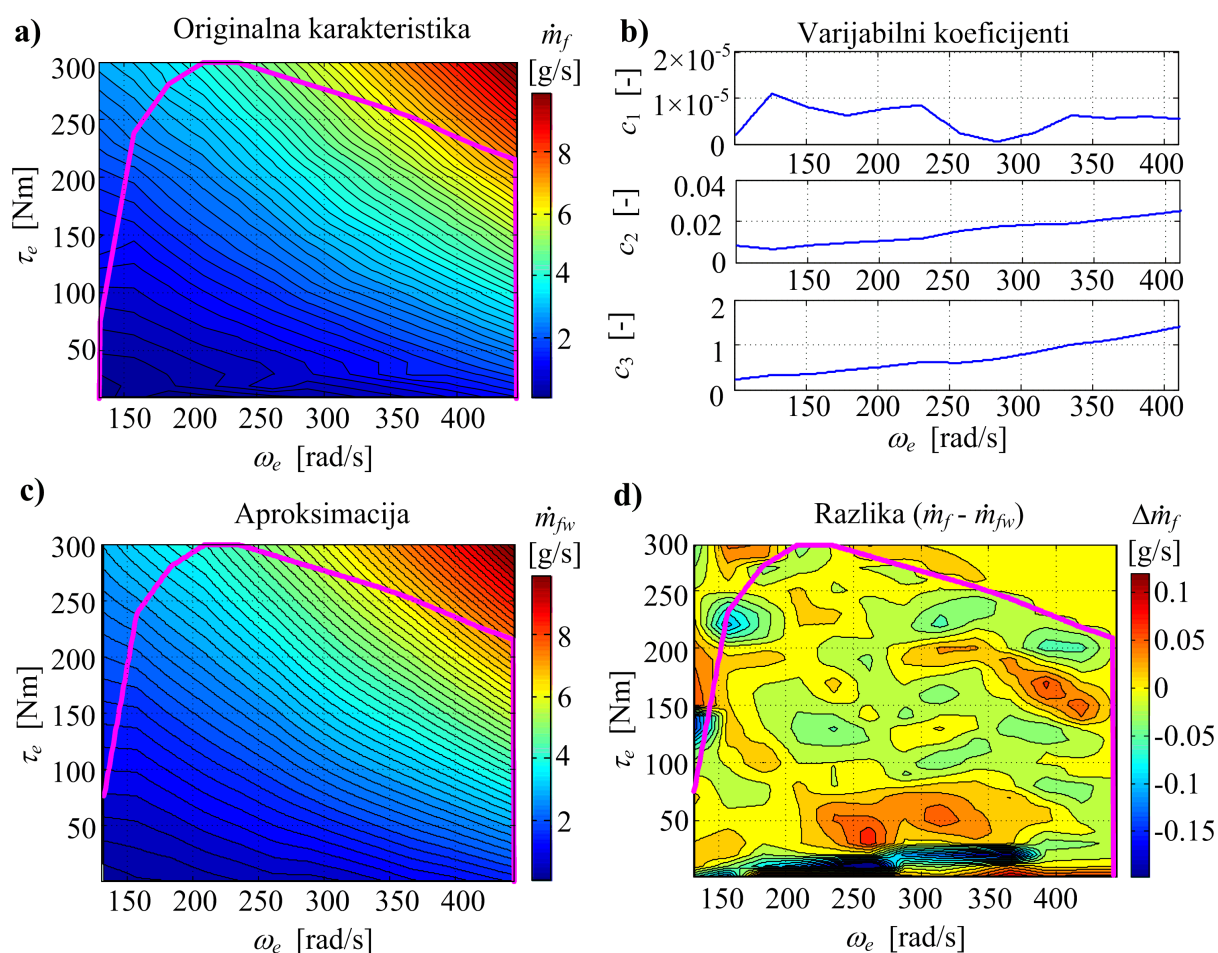 a)
Originalna karakteristika
ṁf
[g/s]
300
250
200
150
100
50
τe [Nm]
150 200 250 300 350 400
ωe [rad/s]
8
6
4
2
b)
Varijabilni koeficijenti
2×10-5
1×10-5
0
c1 [-]
150 200 250 300 350 400
0.04
0.02
0
c2 [-]
150 200 250 300 350 400
2
1
0
c3 [-]
150 200 250 300 350 400
ωe [rad/s]
c)
Aproksimacija
ṁfw
[g/s]
300
250
200
150
100
50
τe [Nm]
150 200 250 300 350 400
ωe [rad/s]
8
6
4
2
d)
Razlika (ṁf - ṁfw)
Δṁf
[g/s]
300
250
200
150
100
50
τe [Nm]
150 200 250 300 350 400
ωe [rad/s]
0.1
0.05
0
-0.05
-0.1
-0.15